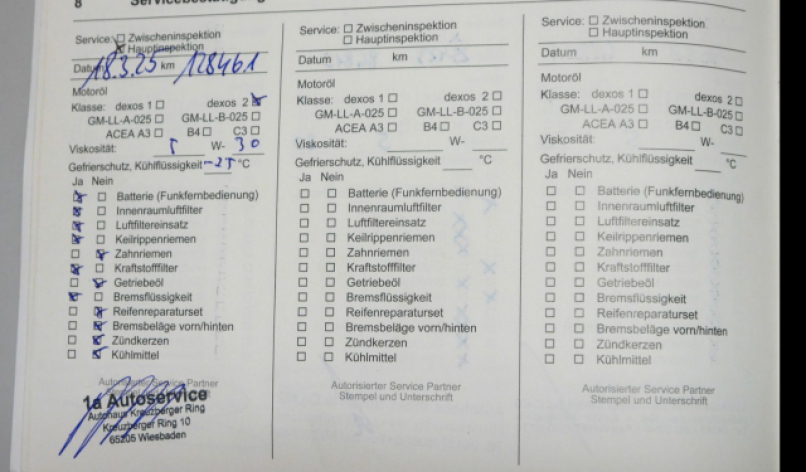 8 Servicebestätigung
Service: ☐ Zwischeninspektion
☒ Hauptinspektion
Datum 18.3.25 km 128461
Motoröl
Klasse: dexos 1 ☐ dexos 2 ☒
GM-LL-A-025 ☐ GM-LL-B-025 ☐
ACEA A3 ☐ B4 ☐ C3 ☐
Viskosität: 5 W- 30
Gefrierschutz, Kühlflüssigkeit -25 °C
Ja Nein
☒ ☐ Batterie (Funkfernbedienung)
☒ ☐ Innenraumluftfilter
☒ ☐ Luftfiltereinsatz
☒ ☐ Keilrippenriemen
☐ ☒ Zahnriemen
☒ ☐ Kraftstofffilter
☐ ☒ Getriebeöl
☒ ☐ Bremsflüssigkeit
☐ ☒ Reifenreparaturset
☐ ☒ Bremsbeläge vorn/hinten
☐ ☒ Zündkerzen
☐ ☒ Kühlmittel
Autorisierter Service Partner
1a Autoservice
Autohaus Kreuzberger Ring
Kreuzberger Ring 10
65205 Wiesbaden
Service: ☐ Zwischeninspektion
☐ Hauptinspektion
Datum km
Motoröl
Klasse: dexos 1 ☐ dexos 2 ☐
GM-LL-A-025 ☐ GM-LL-B-025 ☐
ACEA A3 ☐ B4 ☐ C3 ☐
Viskosität: W-
Gefrierschutz, Kühlflüssigkeit °C
Ja Nein
☐ ☐ Batterie (Funkfernbedienung)
☐ ☐ Innenraumluftfilter
☐ ☐ Luftfiltereinsatz
☐ ☐ Keilrippenriemen
☐ ☐ Zahnriemen
☐ ☐ Kraftstofffilter
☐ ☐ Getriebeöl
☐ ☐ Bremsflüssigkeit
☐ ☐ Reifenreparaturset
☐ ☐ Bremsbeläge vorn/hinten
☐ ☐ Zündkerzen
☐ ☐ Kühlmittel
Autorisierter Service Partner
Stempel und Unterschrift
Service: ☐ Zwischeninspektion
☐ Hauptinspektion
Datum km
Motoröl
Klasse: dexos 1 ☐ dexos 2 ☐
GM-LL-A-025 ☐ GM-LL-B-025 ☐
ACEA A3 ☐ B4 ☐ C3 ☐
Viskosität: W-
Gefrierschutz, Kühlflüssigkeit °C
Ja Nein
☐ ☐ Batterie (Funkfernbedienung)
☐ ☐ Innenraumluftfilter
☐ ☐ Luftfiltereinsatz
☐ ☐ Keilrippenriemen
☐ ☐ Zahnriemen
☐ ☐ Kraftstofffilter
☐ ☐ Getriebeöl
☐ ☐ Bremsflüssigkeit
☐ ☐ Reifenreparaturset
☐ ☐ Bremsbeläge vorn/hinten
☐ ☐ Zündkerzen
☐ ☐ Kühlmittel
Autorisierter Service Partner
Stempel und Unterschrift